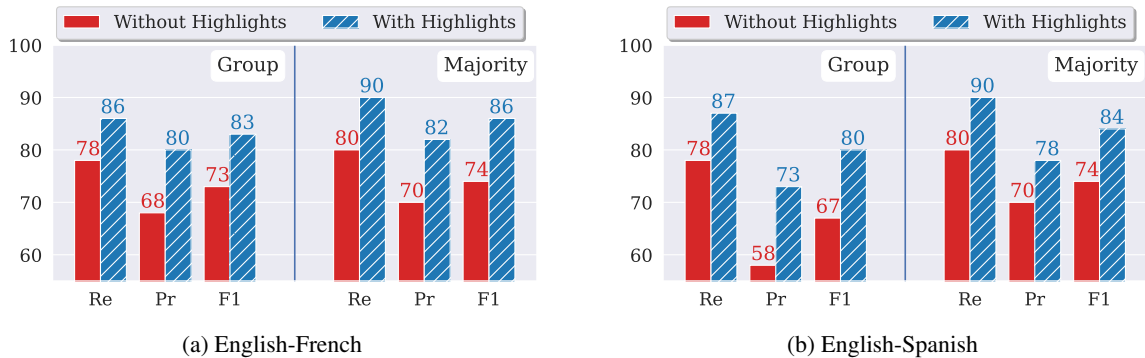 Without Highlights With Highlights
100
90
80
70
60
Group
Majority
78 86 68 80 73 83 80 90 70 82 74 86
Re Pr F1 Re Pr F1
(a) English-French
Without Highlights With Highlights
100
90
80
70
60
Group
Majority
78 87 58 73 67 80 80 90 70 78 74 84
Re Pr F1 Re Pr F1
(b) English-Spanish